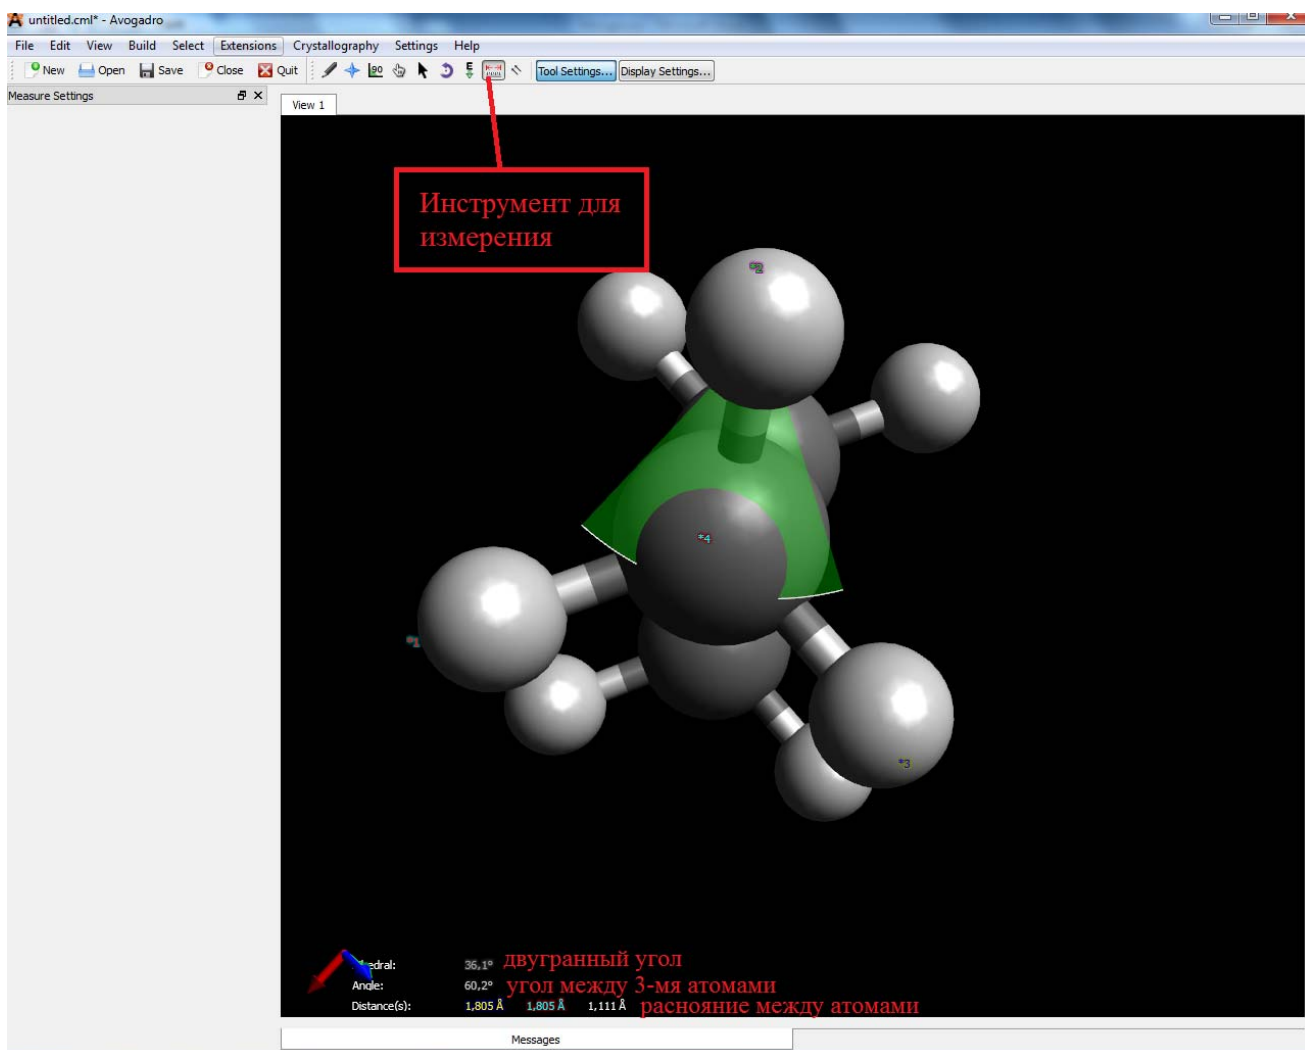 untitled.cml* - Avogadro
File Edit View Build Select Extensions Crystallography Settings Help
New Open Save Close Quit 90 E Tool Settings... Display Settings...
Measure Settings
View 1
Инструмент для
измерения
*2
*4
*1
*3
hedral: 36,1° двугранный угол
Angle: 60,2° угол между 3-мя атомами
Distance(s): 1,805 Å 1,805 Å 1,111 Å раснояние между атомами
Messages